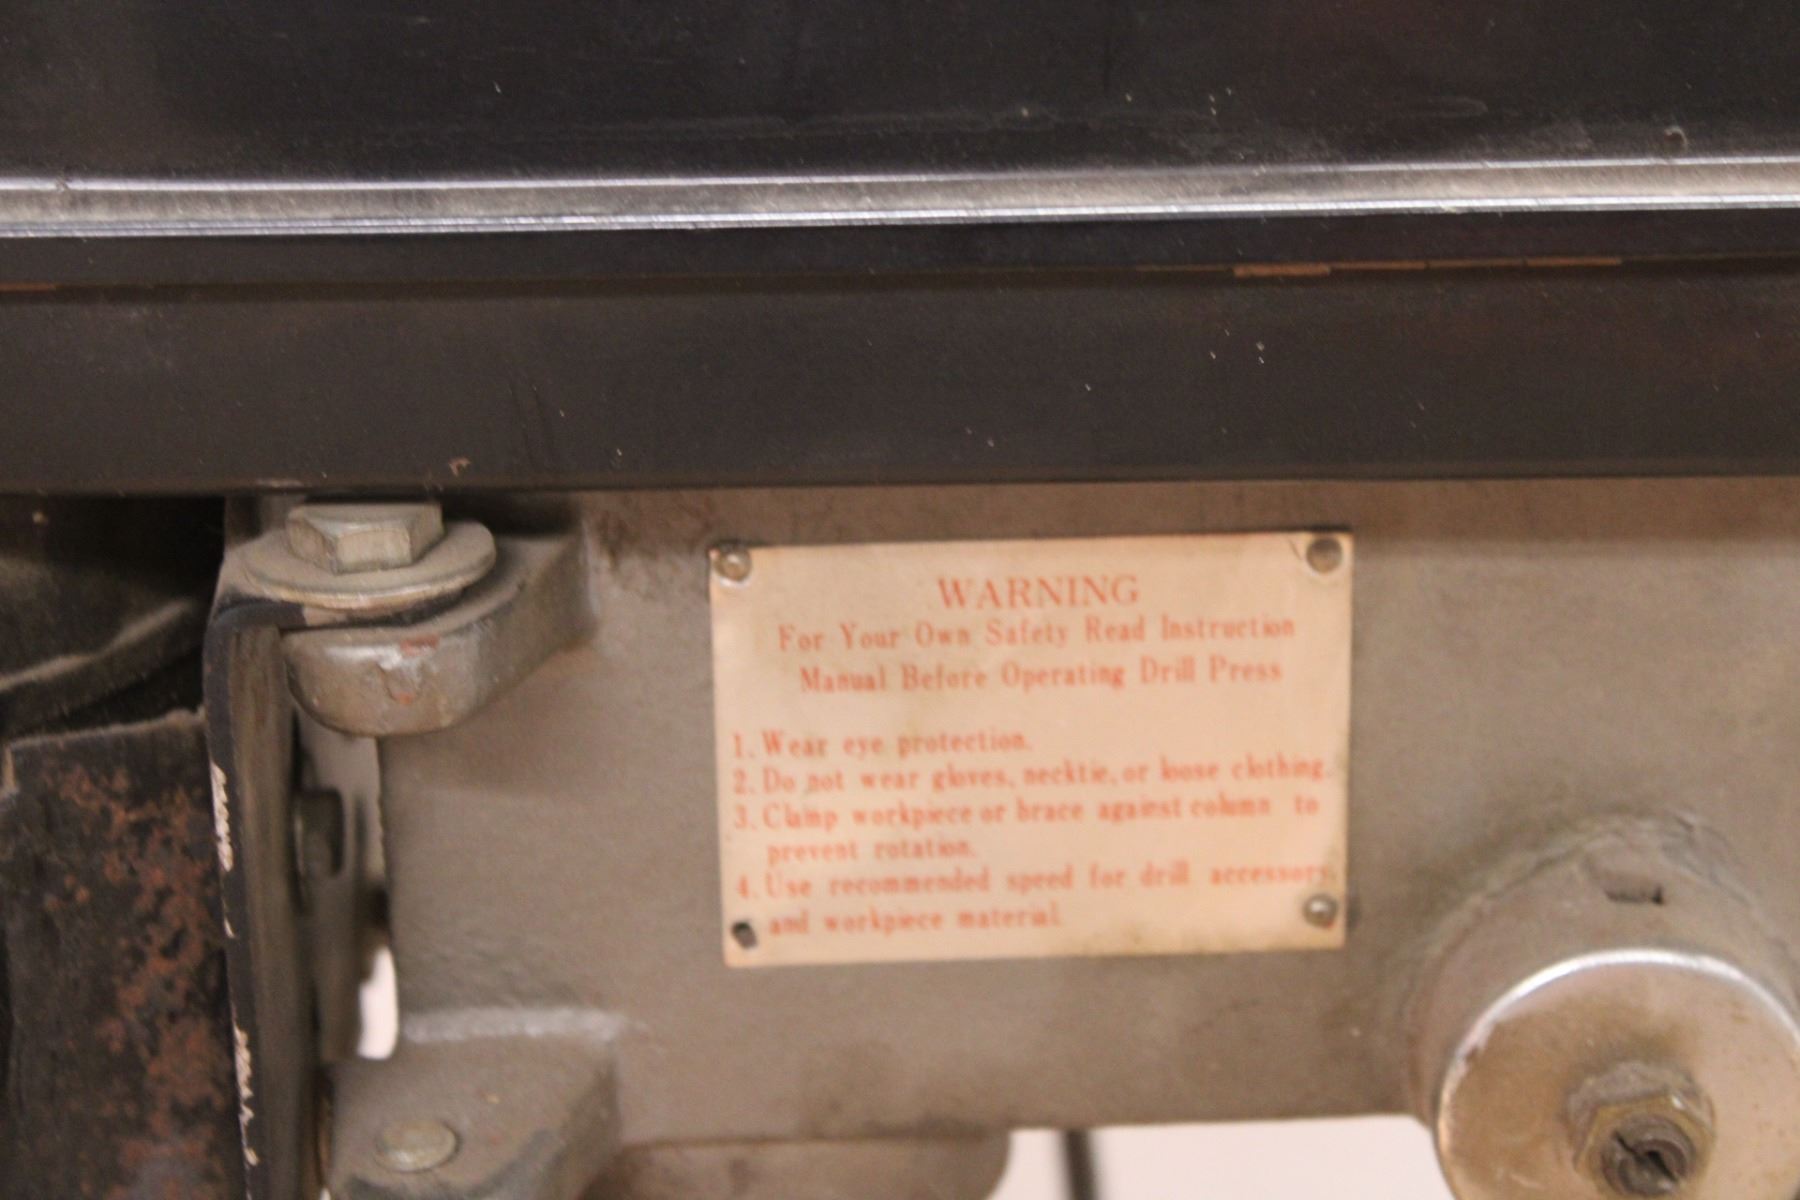 WARNING
For Your Own Safety Read Instruction
Manual Before Operating Drill Press
1. Wear eye protection.
2. Do not wear gloves, necktie, or loose clothing.
3. Clamp workpiece or brace against column to
prevent rotation.
4. Use recommended speed for drill accessory,
and workpiece material.